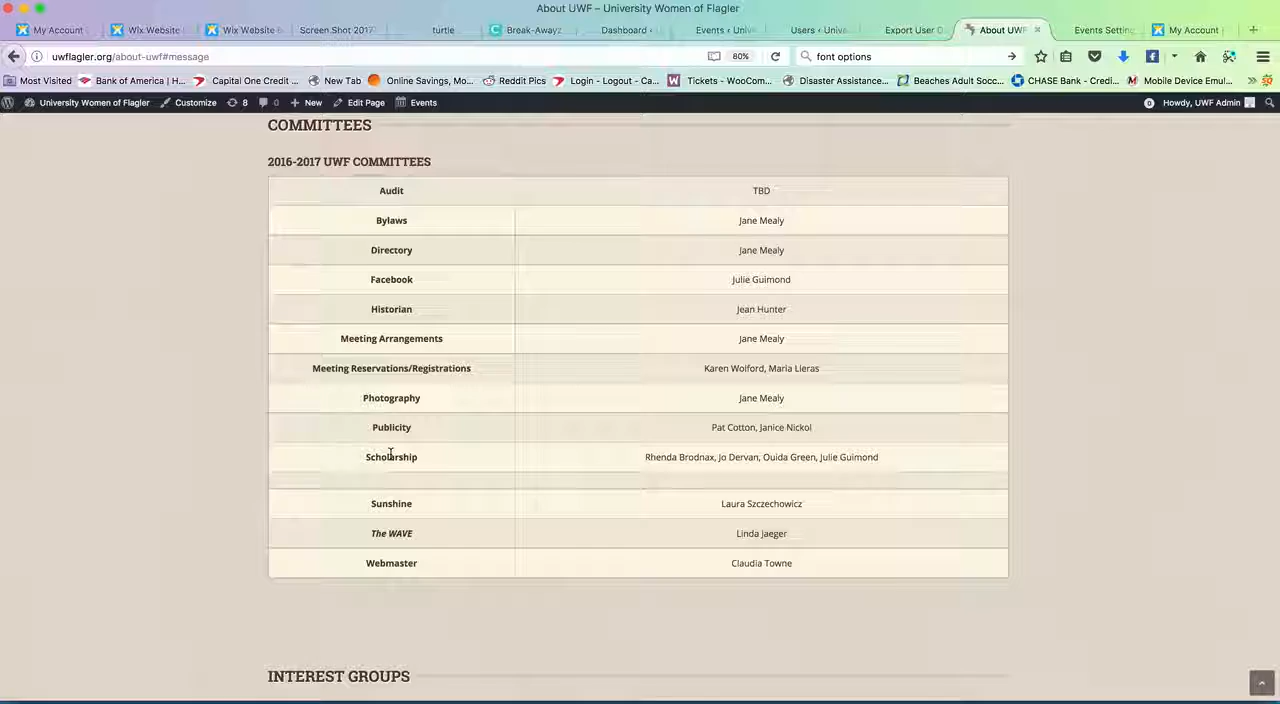 About UWF – University Women of Flagler
My Account Wix Website Wix Website B Screen Shot 2017 turtle Break-Awayz Dashboard ‹ Events ‹ Unive Users ‹ Unive Export User D About UWF Events Setting My Account |
uwflagler.org/about-uwf#message 80% font options
Most Visited Bank of America | H... Capital One Credit ... New Tab Online Savings, Mo... Reddit Pics Login - Logout - Ca... Tickets - WooCom... Disaster Assistance... Beaches Adult Socc... CHASE Bank - Credi... Mobile Device Emul...
University Women of Flagler Customize 8 0 New Edit Page Events 0 Howdy, UWF Admin
COMMITTEES
2016-2017 UWF COMMITTEES
Audit TBD
Bylaws Jane Mealy
Directory Jane Mealy
Facebook Julie Guimond
Historian Jean Hunter
Meeting Arrangements Jane Mealy
Meeting Reservations/Registrations Karen Wolford, Maria Lleras
Photography Jane Mealy
Publicity Pat Cotton, Janice Nickol
Scholarship Rhenda Brodnax, Jo Dervan, Ouida Green, Julie Guimond
Sunshine Laura Szczechowicz
The WAVE Linda Jaeger
Webmaster Claudia Towne
INTEREST GROUPS